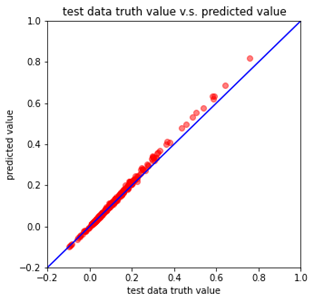 test data truth value v.s. predicted value
1.0
0.8
0.6
0.4
0.2
0.0
−0.2
predicted value
−0.2 0.0 0.2 0.4 0.6 0.8 1.0
test data truth value